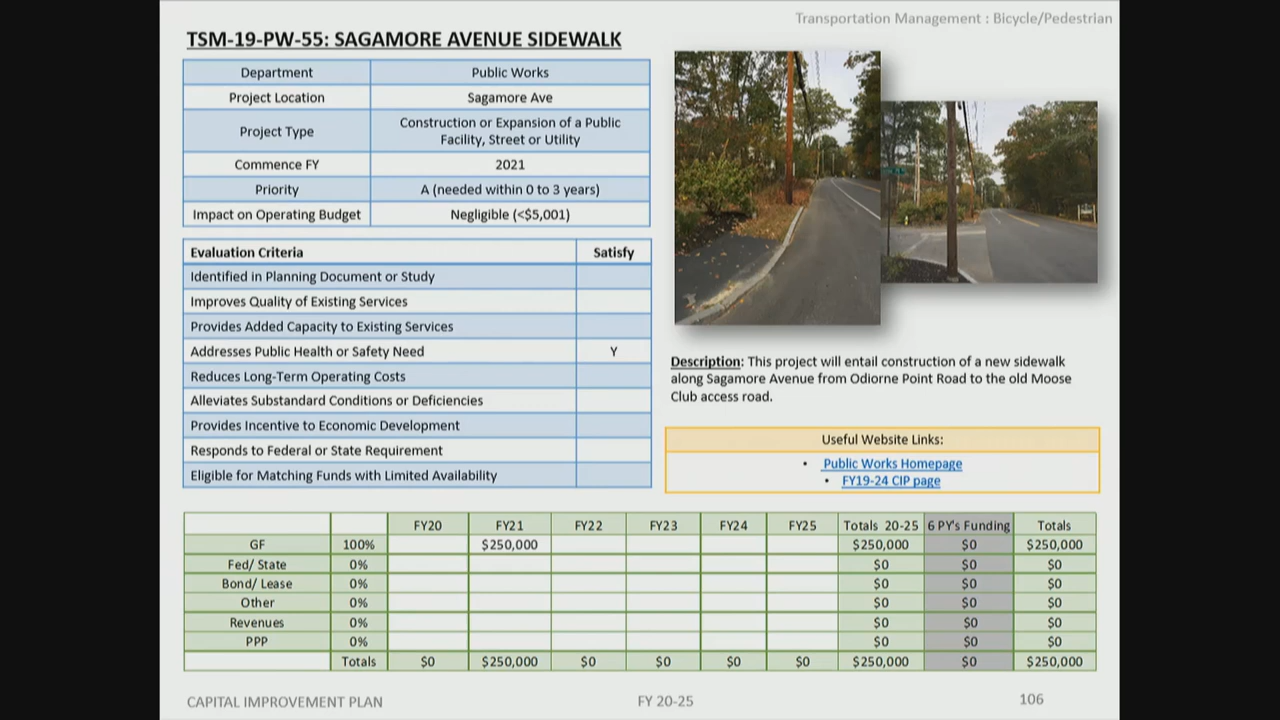 Transportation Management : Bicycle/Pedestrian
TSM-19-PW-55: SAGAMORE AVENUE SIDEWALK
Department Public Works
Project Location Sagamore Ave
Project Type Construction or Expansion of a Public
Facility, Street or Utility
Commence FY 2021
Priority A (needed within 0 to 3 years)
Impact on Operating Budget Negligible (<$5,001)
Evaluation Criteria Satisfy
Identified in Planning Document or Study
Improves Quality of Existing Services
Provides Added Capacity to Existing Services
Addresses Public Health or Safety Need Y
Reduces Long-Term Operating Costs
Alleviates Substandard Conditions or Deficiencies
Provides Incentive to Economic Development
Responds to Federal or State Requirement
Eligible for Matching Funds with Limited Availability
Description: This project will entail construction of a new sidewalk
along Sagamore Avenue from Odiorne Point Road to the old Moose
Club access road.
Useful Website Links:
• Public Works Homepage
• FY19-24 CIP page
FY20 FY21 FY22 FY23 FY24 FY25 Totals 20-25 6 PY's Funding Totals
GF 100% $250,000 $250,000 $0 $250,000
Fed/ State 0% $0 $0 $0
Bond/ Lease 0% $0 $0 $0
Other 0% $0 $0 $0
Revenues 0% $0 $0 $0
PPP 0% $0 $0 $0
Totals $0 $250,000 $0 $0 $0 $0 $250,000 $0 $250,000
CAPITAL IMPROVEMENT PLAN FY 20-25 106